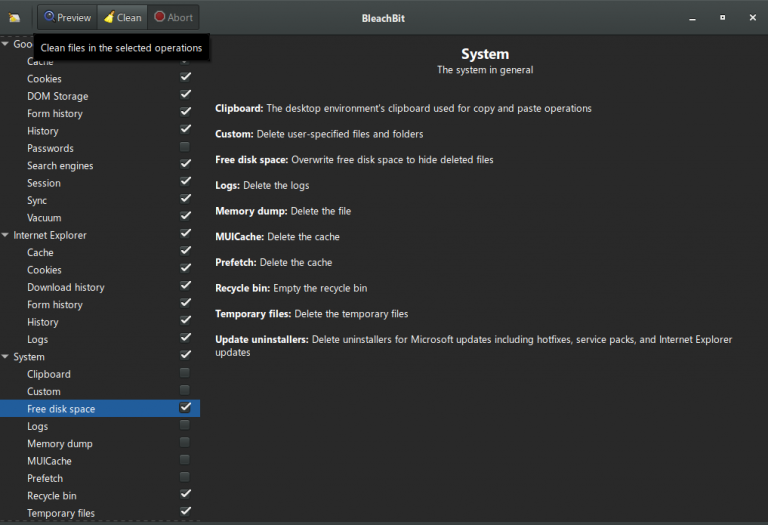 Preview
Clean
Abort
BleachBit
Clean files in the selected operations
Goo
Cache
Cookies
DOM Storage
Form history
History
Passwords
Search engines
Session
Sync
Vacuum
Internet Explorer
Cache
Cookies
Download history
Form history
History
Logs
System
Clipboard
Custom
Free disk space
Logs
Memory dump
MUICache
Prefetch
Recycle bin
Temporary files
System
The system in general
Clipboard: The desktop environment's clipboard used for copy and paste operations
Custom: Delete user-specified files and folders
Free disk space: Overwrite free disk space to hide deleted files
Logs: Delete the logs
Memory dump: Delete the file
MUICache: Delete the cache
Prefetch: Delete the cache
Recycle bin: Empty the recycle bin
Temporary files: Delete the temporary files
Update uninstallers: Delete uninstallers for Microsoft updates including hotfixes, service packs, and Internet Explorer
updates